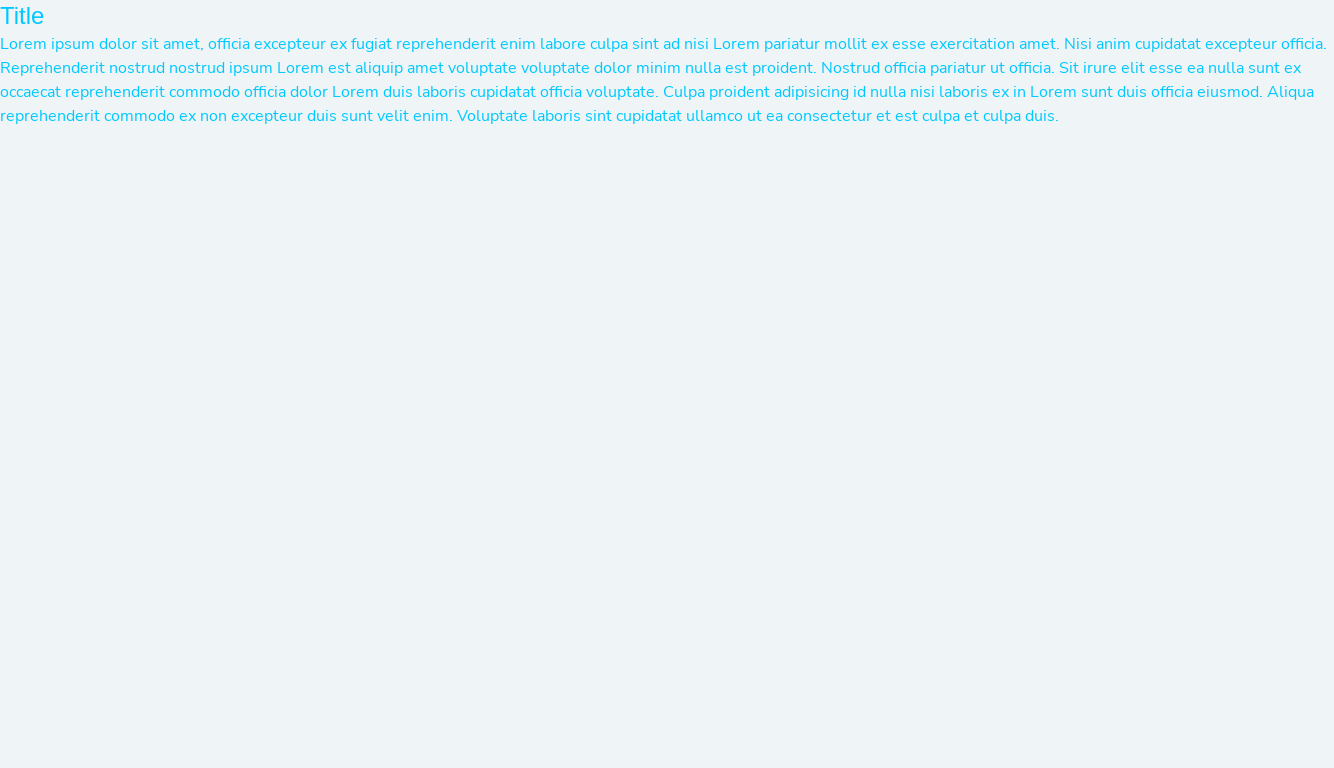 Title
Lorem ipsum dolor sit amet, officia excepteur ex fugiat reprehenderit enim labore culpa sint ad nisi Lorem pariatur mollit ex esse exercitation amet. Nisi anim cupidatat excepteur officia.
Reprehenderit nostrud nostrud ipsum Lorem est aliquip amet voluptate voluptate dolor minim nulla est proident. Nostrud officia pariatur ut officia. Sit irure elit esse ea nulla sunt ex
occaecat reprehenderit commodo officia dolor Lorem duis laboris cupidatat officia voluptate. Culpa proident adipisicing id nulla nisi laboris ex in Lorem sunt duis officia eiusmod. Aliqua
reprehenderit commodo ex non excepteur duis sunt velit enim. Voluptate laboris sint cupidatat ullamco ut ea consectetur et est culpa et culpa duis.